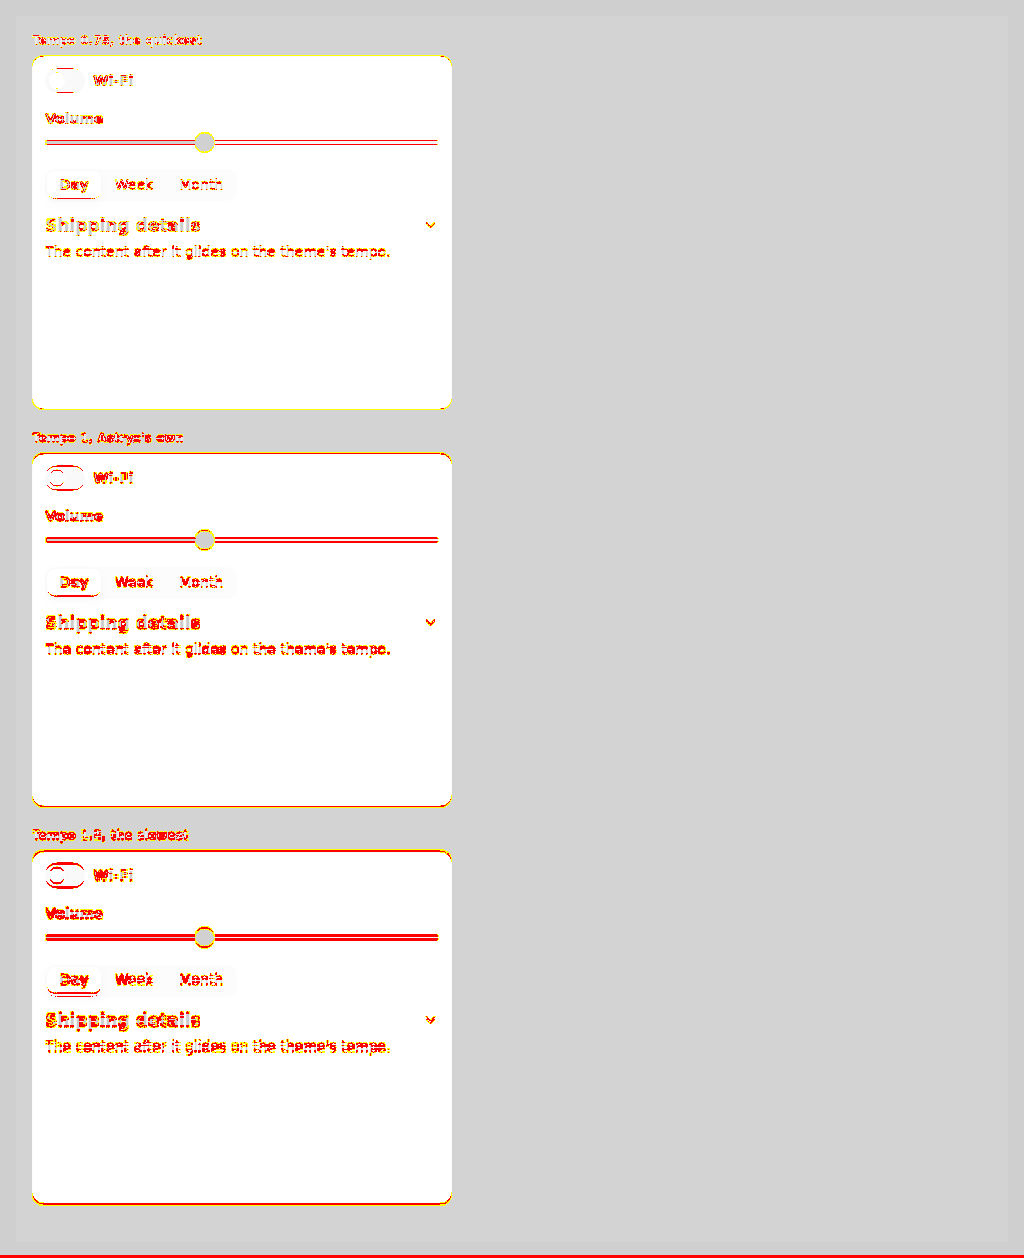 Tempo 0.75, the quickest
Wi-Fi
Volume
Day Week Month
Shipping details
The content after it glides on the theme's tempo.
Tempo 1, own
Wi-Fi
Volume
Day Week Month
Shipping details
The content after it glides on the theme's tempo.
Tempo the slowest
Wi-Fi
Volume
Day Week Month
Shipping details
The content after it glides on the theme's tempo.